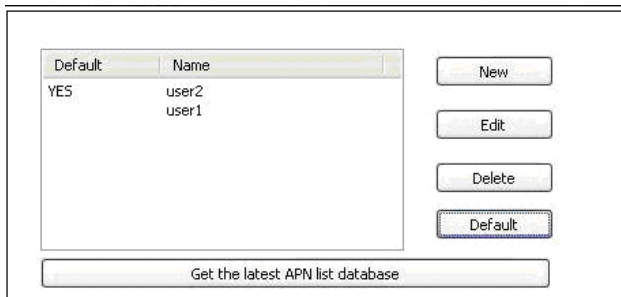 Default Name
YES user2
user1
New
Edit
Delete
Default
Get the latest APN list database